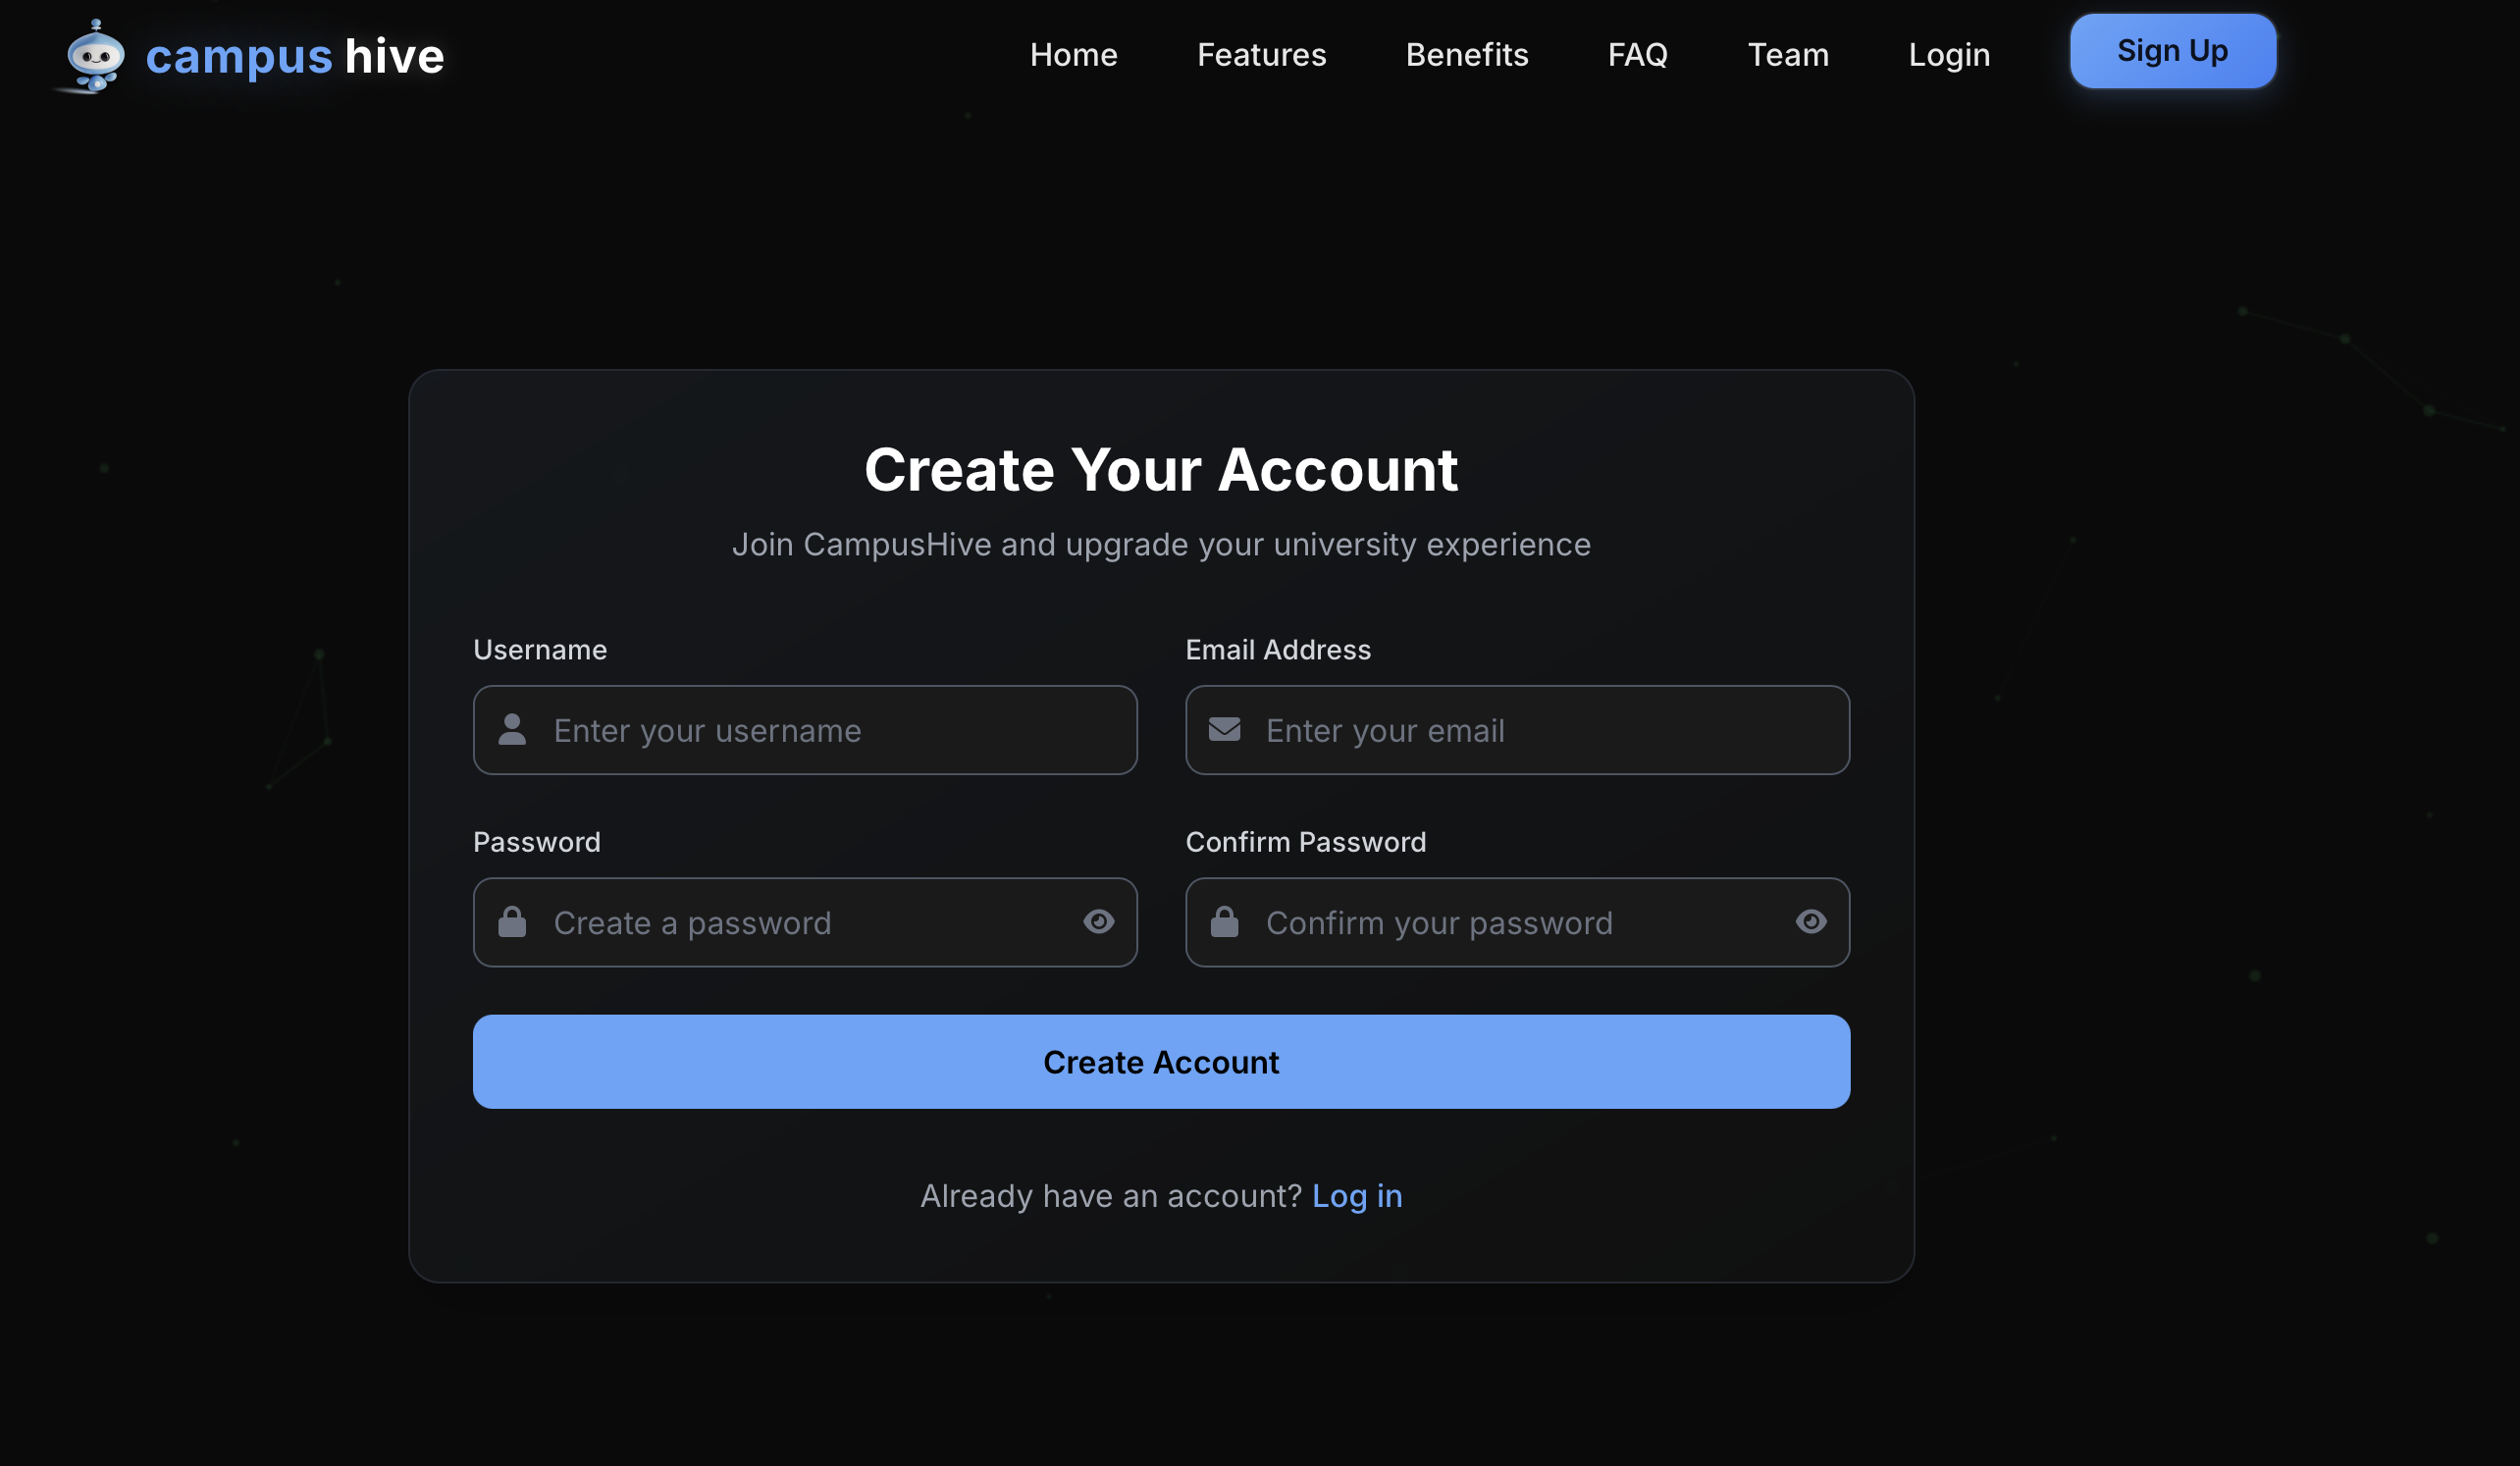 campus hive
Home Features Benefits FAQ Team Login Sign Up
Create Your Account
Join CampusHive and upgrade your university experience
Username
Email Address
Enter your username
Enter your email
Password
Confirm Password
Create a password
Confirm your password
Create Account
Already have an account? Log in